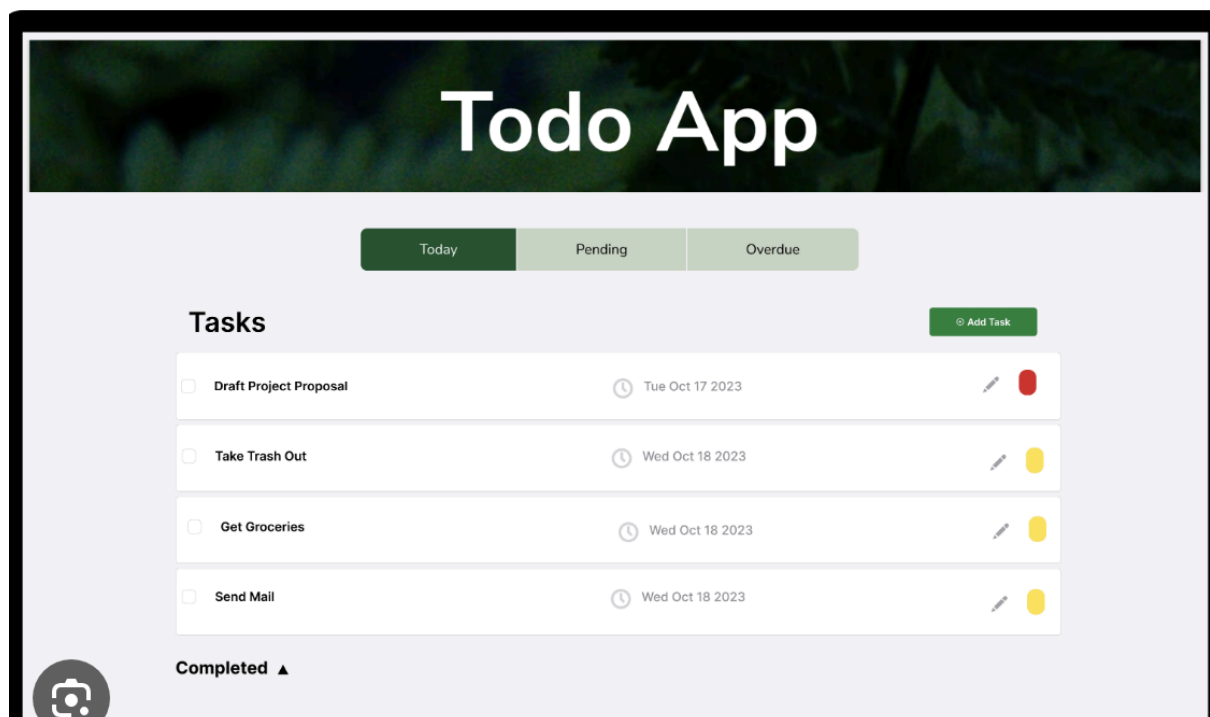 Todo App
Today Pending Overdue
Tasks
Add Task
Draft Project Proposal Tue Oct 17 2023
Take Trash Out Wed Oct 18 2023
Get Groceries Wed Oct 18 2023
Send Mail Wed Oct 18 2023
Completed ▲